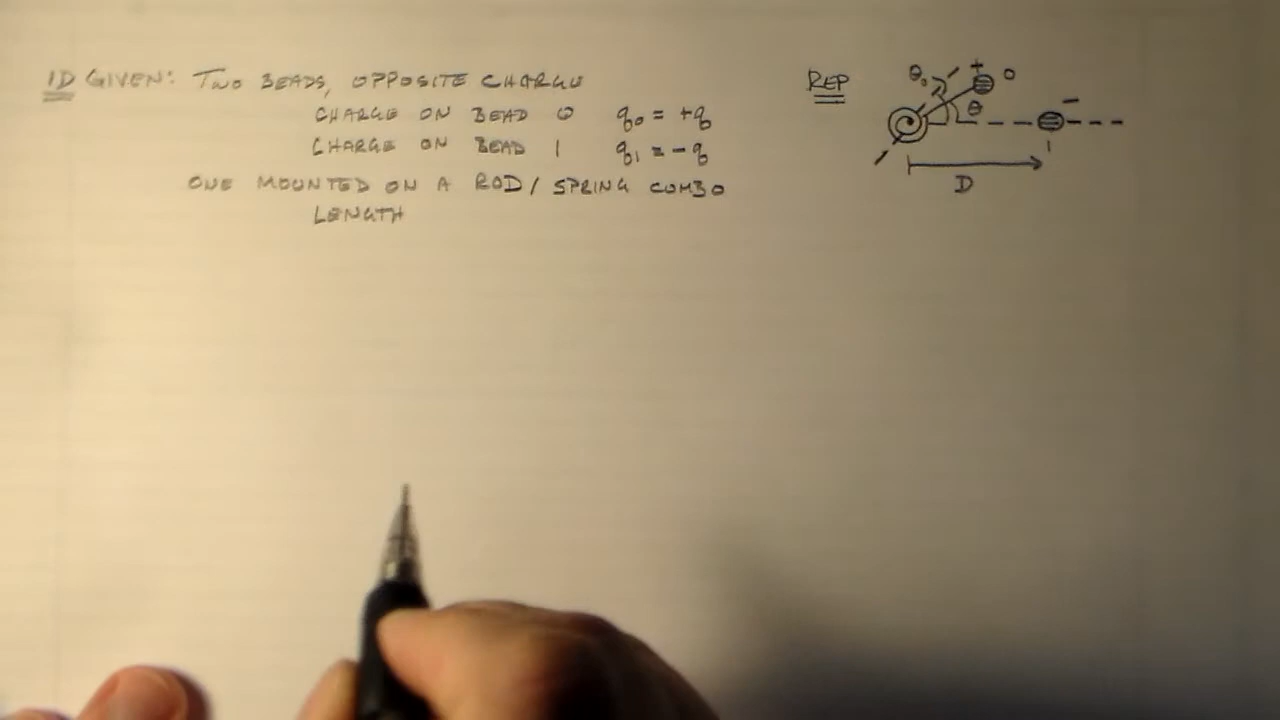 ID GIVEN: TWO BEADS, OPPOSITE CHARGE
CHARGE ON BEAD 0 q₀ = +q
CHARGE ON BEAD 1 q₁ = -q
ONE MOUNTED ON A ROD/SPRING COMBO
LENGTH
REP
θ₀ + 0
θ −
1
D